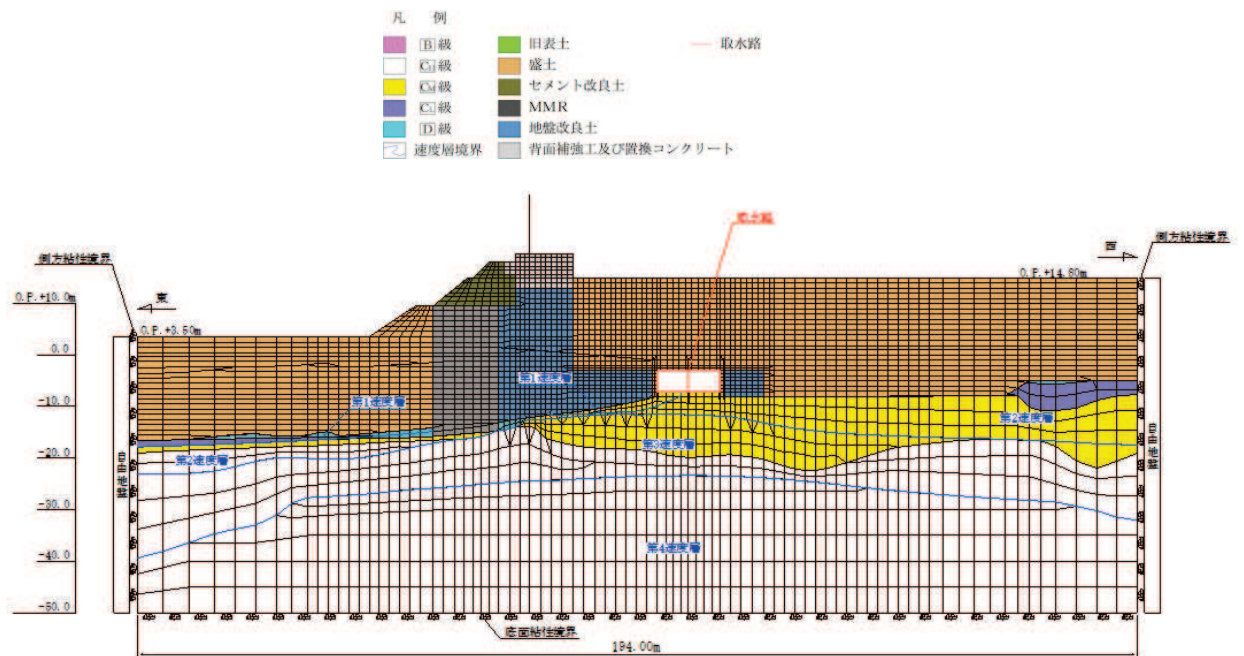 凡 例
B級
CH級
CM級
CL級
D級
速度層境界
旧表土
盛土
セメント改良土
MMR
地盤改良土
背面補強工及び置換コンクリート
取水路
取水路
側方粘性境界
西
側方粘性境界
O.P.+14.80m
O.P.+10.0m
東
O.P.+3.50m
0.0
第1速度層
-10.0
第1速度層
第2速度層
第3速度層
-20.0
第2速度層
-30.0
第4速度層
-40.0
-50.0
底面粘性境界
194.00m